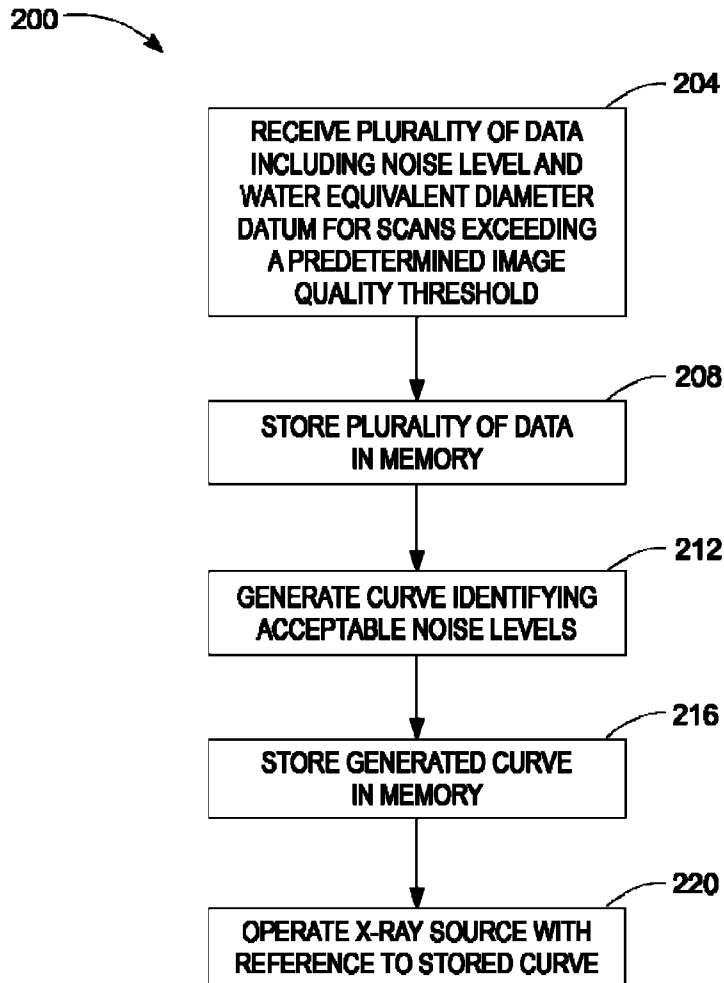 200
204
RECEIVE PLURALITY OF DATA
INCLUDING NOISE LEVEL AND
WATER EQUIVALENT DIAMETER
DATUM FOR SCANS EXCEEDING
A PREDETERMINED IMAGE
QUALITY THRESHOLD
208
STORE PLURALITY OF DATA
IN MEMORY
212
GENERATE CURVE IDENTIFYING
ACCEPTABLE NOISE LEVELS
216
STORE GENERATED CURVE
IN MEMORY
220
OPERATE X-RAY SOURCE WITH
REFERENCE TO STORED CURVE